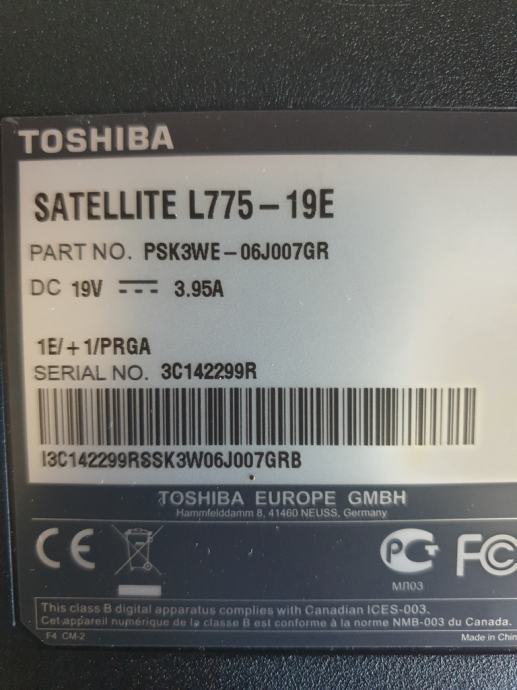 TOSHIBA
SATELLITE L775-19E
PART NO. PSK3WE-06J007GR
DC 19V 3.95A
1E/+1/PRGA
SERIAL NO. 3C142299R
I3C142299RSSK3W06J007GRB
TOSHIBA EUROPE GMBH
Hammfelddamm 8, 41460 NEUSS, Germany
CE PCT FC
МЛ03
This class B digital apparatus complies with Canadian ICES-003.
Cet appareil numérique de la classe B est conforme à la norme NMB-003 du Canada.
F4 CM-2 Made in Chin